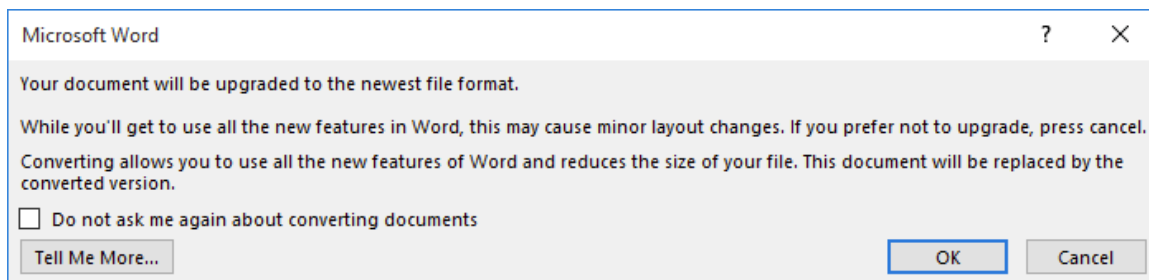 Microsoft Word
?
Your document will be upgraded to the newest file format.
While you'll get to use all the new features in Word, this may cause minor layout changes. If you prefer not to upgrade, press cancel.
Converting allows you to use all the new features of Word and reduces the size of your file. This document will be replaced by the
converted version.
Do not ask me again about converting documents
Tell Me More... OK Cancel